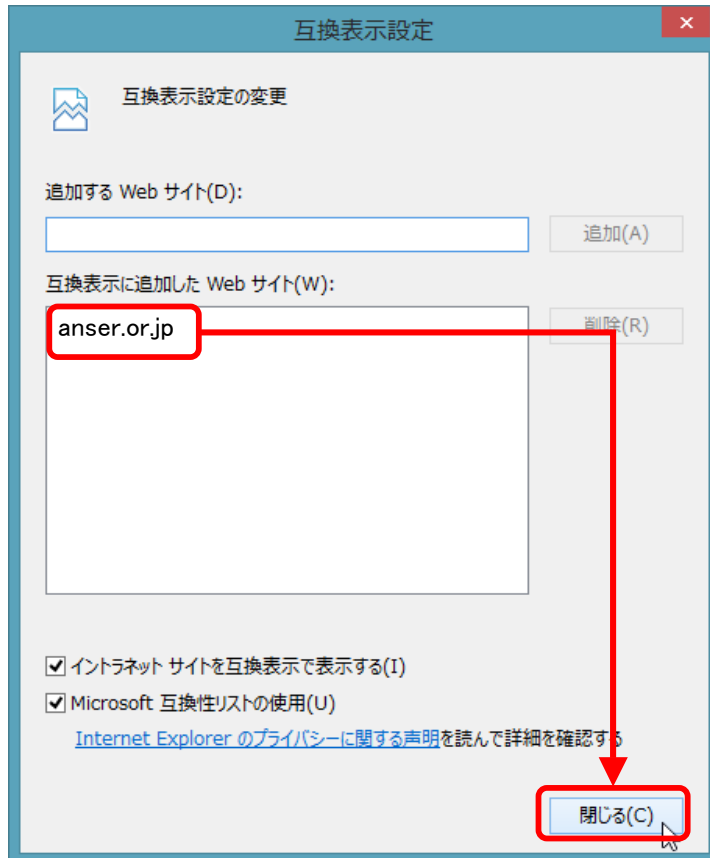 互換表示設定
互換表示設定の変更
追加する Web サイト(D):
追加(A)
互換表示に追加した Web サイト(W):
anser.or.jp
削除(R)
イントラネット サイトを互換表示で表示する(I)
Microsoft 互換性リストの使用(U)
Internet Explorer のプライバシーに関する声明を読んで詳細を確認する
閉じる(C)